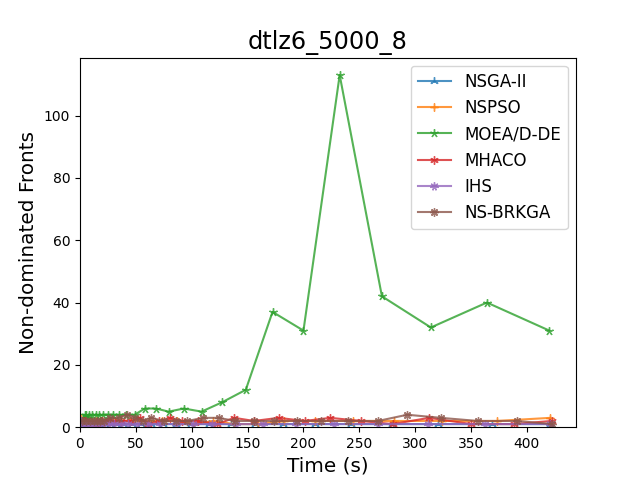 dtlz6_5000_8
Non-dominated Fronts
100
80
60
40
20
0
0 50 100 150 200 250 300 350 400
Time (s)
NSGA-II
NSPSO
MOEA/D-DE
MHACO
IHS
NS-BRKGA